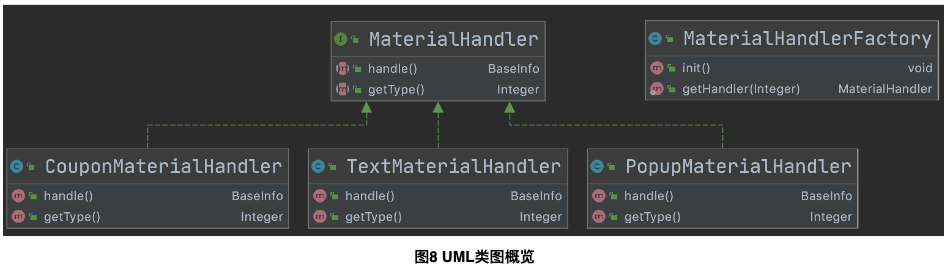 MaterialHandler
handle() BaseInfo
getType() Integer
MaterialHandlerFactory
init() void
getHandler(Integer) MaterialHandler
CouponMaterialHandler
handle() BaseInfo
getType() Integer
TextMaterialHandler
handle() BaseInfo
getType() Integer
PopupMaterialHandler
handle() BaseInfo
getType() Integer
图8 UML类图概览